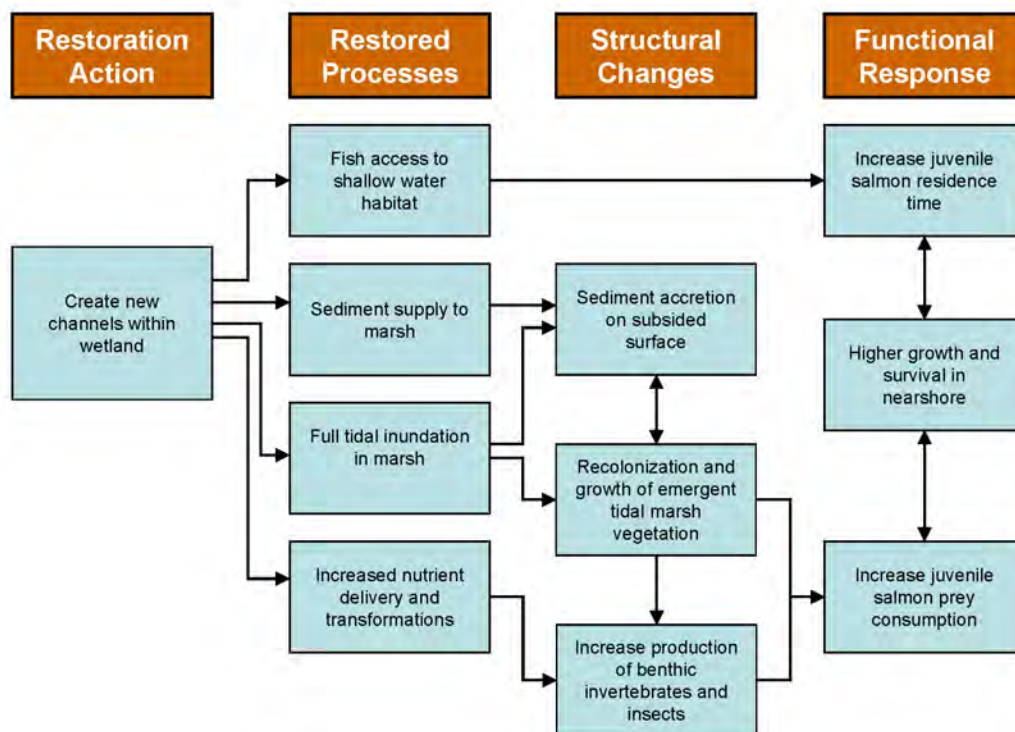 Restoration
Action
Restored
Processes
Structural
Changes
Functional
Response
Fish access to
shallow water
habitat
Increase juvenile
salmon residence
time
Create new
channels within
wetland
Sediment supply to
marsh
Sediment accretion
on subsided
surface
Higher growth and
survival in
nearshore
Full tidal inundation
in marsh
Recolonization and
growth of emergent
tidal marsh
vegetation
Increased nutrient
delivery and
transformations
Increase juvenile
salmon prey
consumption
Increase production
of benthic
invertebrates and
insects